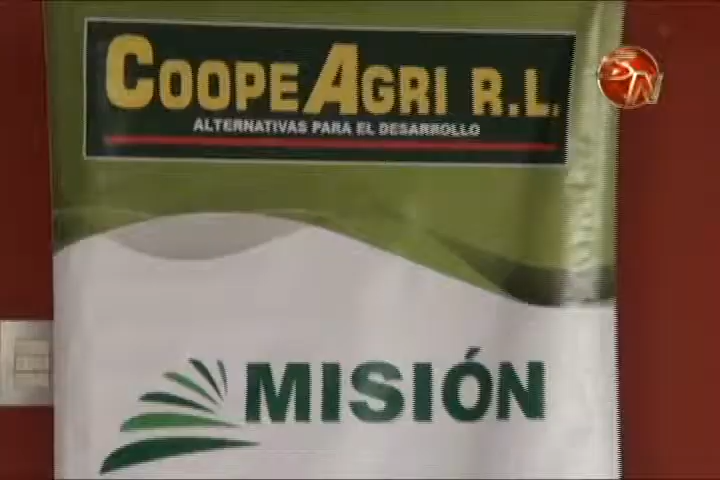 COOPEAGRI R.L.
ALTERNATIVAS PARA EL DESARROLLO
MISIÓN